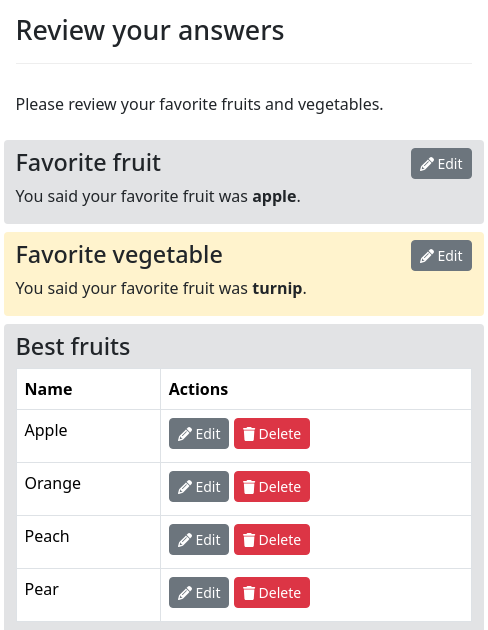 Review your answers
Please review your favorite fruits and vegetables.
Favorite fruit Edit
You said your favorite fruit was apple.
Favorite vegetable Edit
You said your favorite fruit was turnip.
Best fruits
Name Actions
Apple Edit Delete
Orange Edit Delete
Peach Edit Delete
Pear Edit Delete